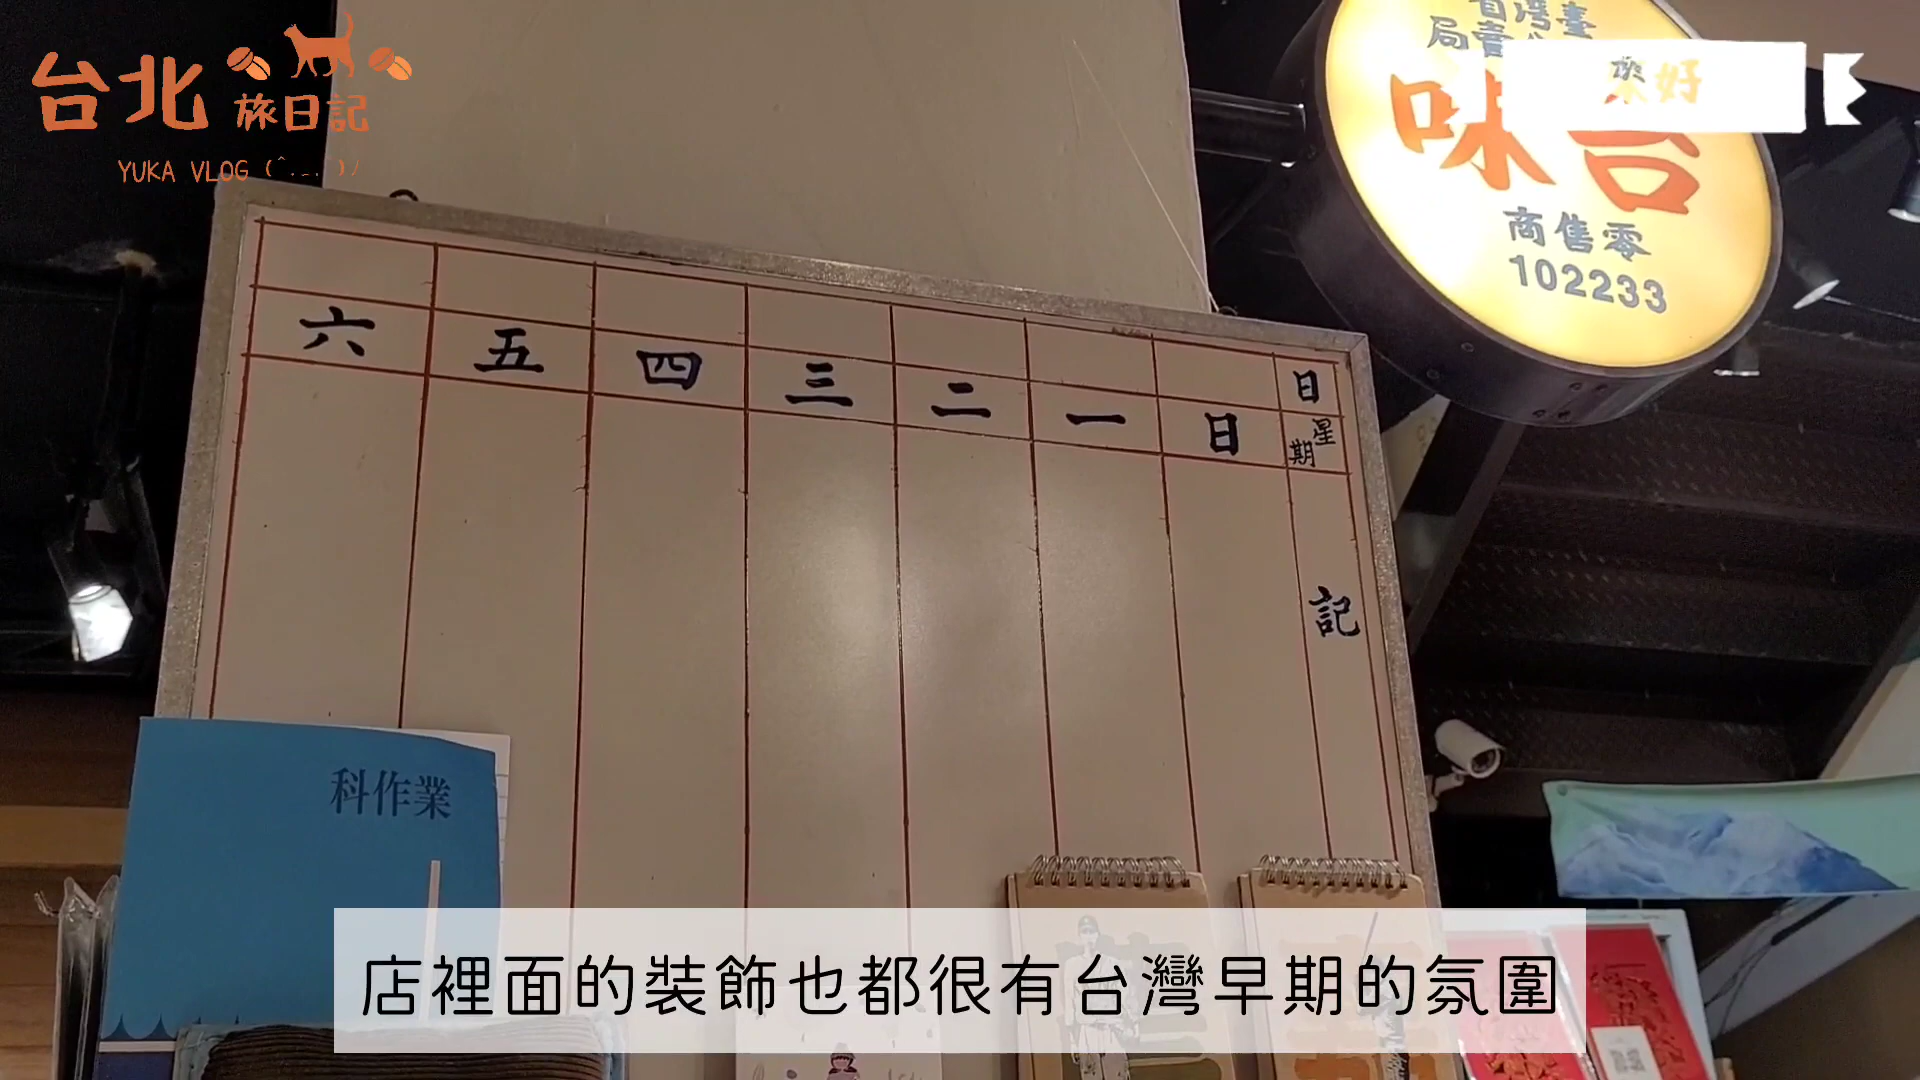 台北
旅日記
YUKA VLOG
來好
味台
商售零
102233
六 五 四 三 二 一 日 日
星期
記
科作業
店裡面的裝飾也都很有台灣早期的氛圍